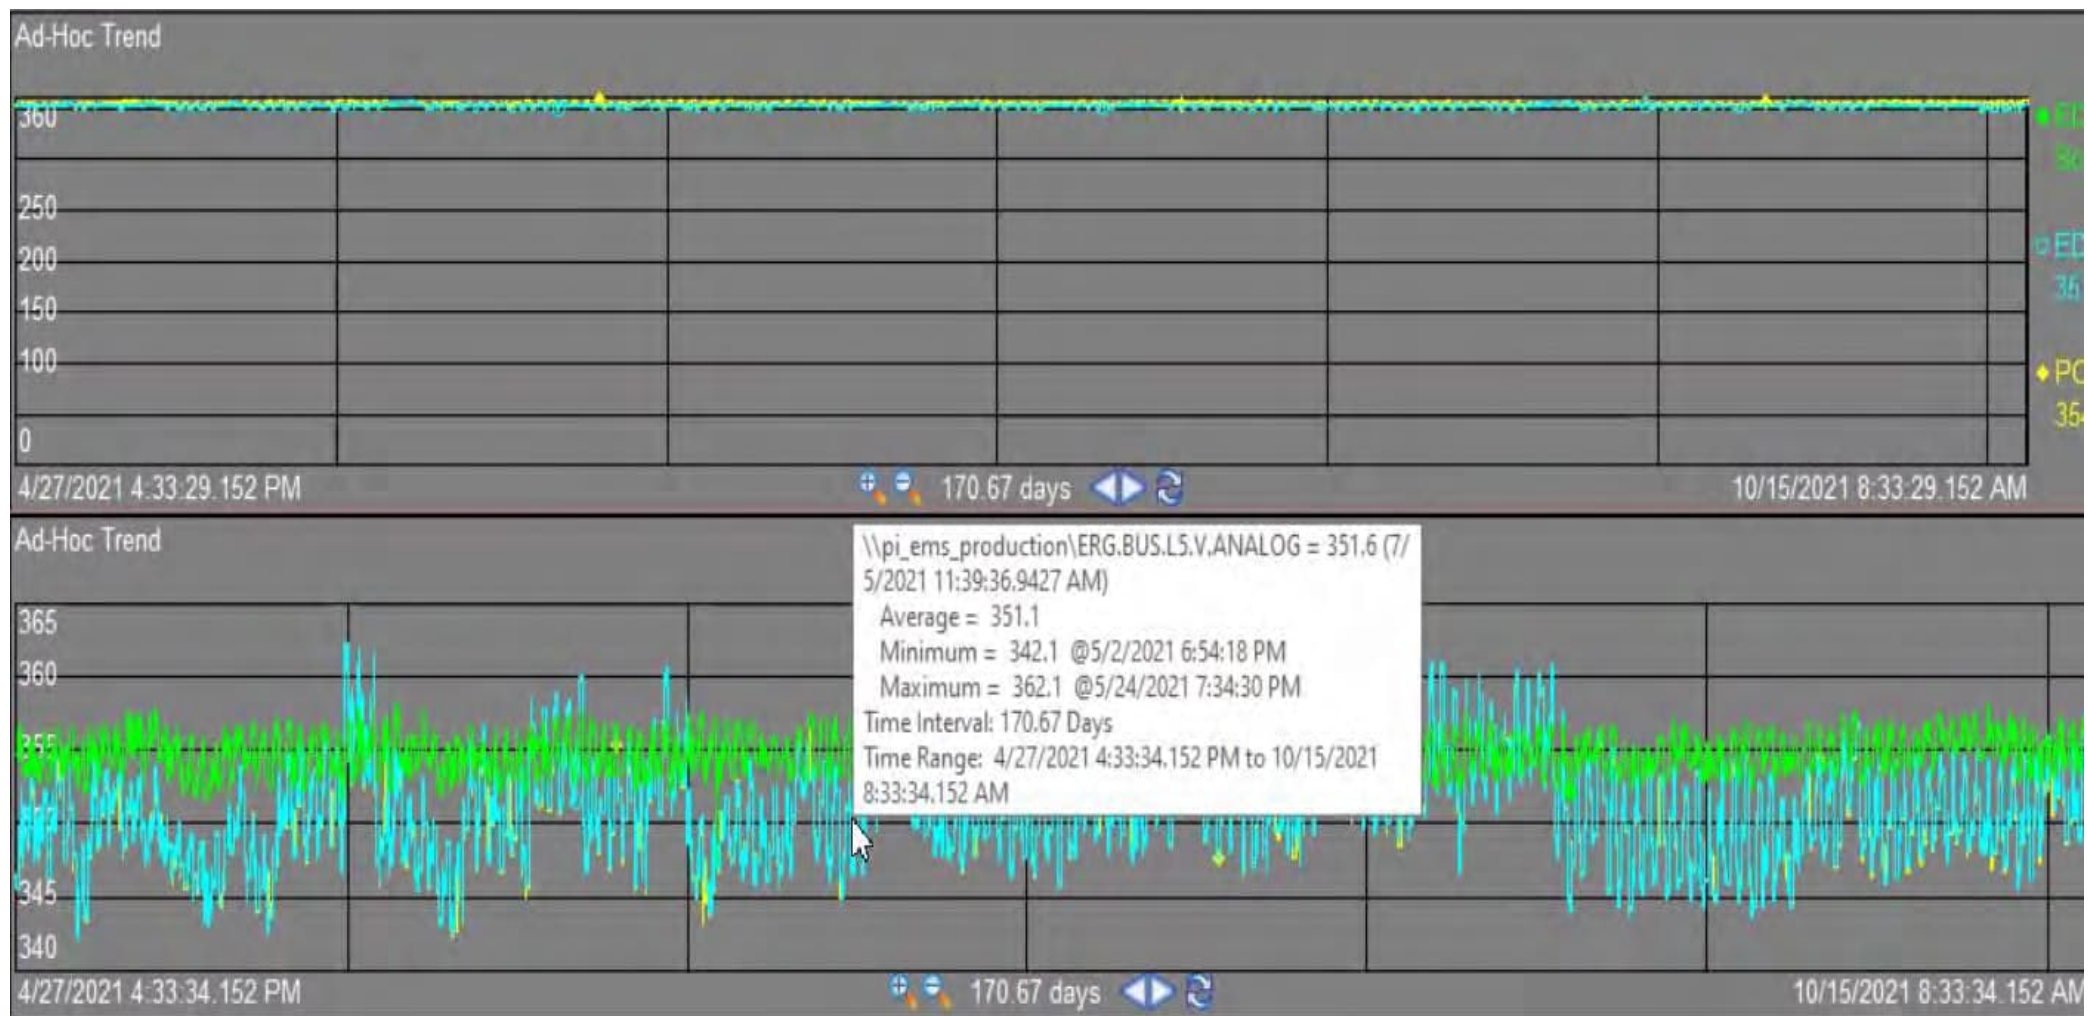 Ad-Hoc Trend
360
250
200
150
100
0
ED
ED
35
PO
354
4/27/2021 4:33:29.152 PM
170.67 days
10/15/2021 8:33:29.152 AM
Ad-Hoc Trend
\\pi_ems_production\ERG.BUS.L5.V.ANALOG = 351.6 (7/
5/2021 11:39:36.9427 AM)
Average = 351.1
Minimum = 342.1 @5/2/2021 6:54:18 PM
Maximum = 362.1 @5/24/2021 7:34:30 PM
Time Interval: 170.67 Days
Time Range: 4/27/2021 4:33:34.152 PM to 10/15/2021
8:33:34.152 AM
365
360
355
345
340
4/27/2021 4:33:34.152 PM
170.67 days
10/15/2021 8:33:34.152 AM